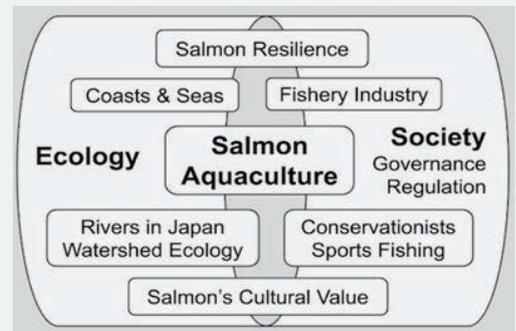 Salmon Resilience
Coasts & Seas
Fishery Industry
Ecology
Salmon
Aquaculture
Society
Governance
Regulation
Rivers in Japan
Watershed Ecology
Conservationists
Sports Fishing
Salmon's Cultural Value